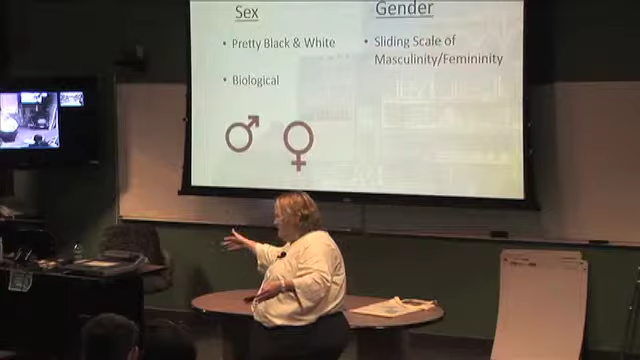 Sex
• Pretty Black & White
• Biological
Gender
• Sliding Scale of
Masculinity/Femininity